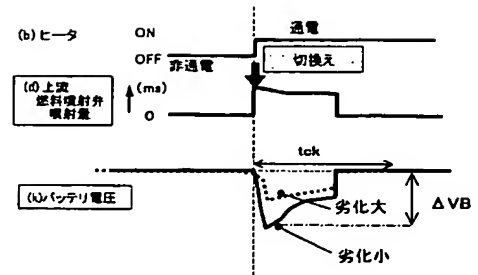 (b)ヒータ
ON
OFF
通電
非通電
切換え
(d)上流
燃料噴射弁
噴射量
(ms)
0
tck
(k)バッテリ電圧
劣化大
ΔVB
劣化小